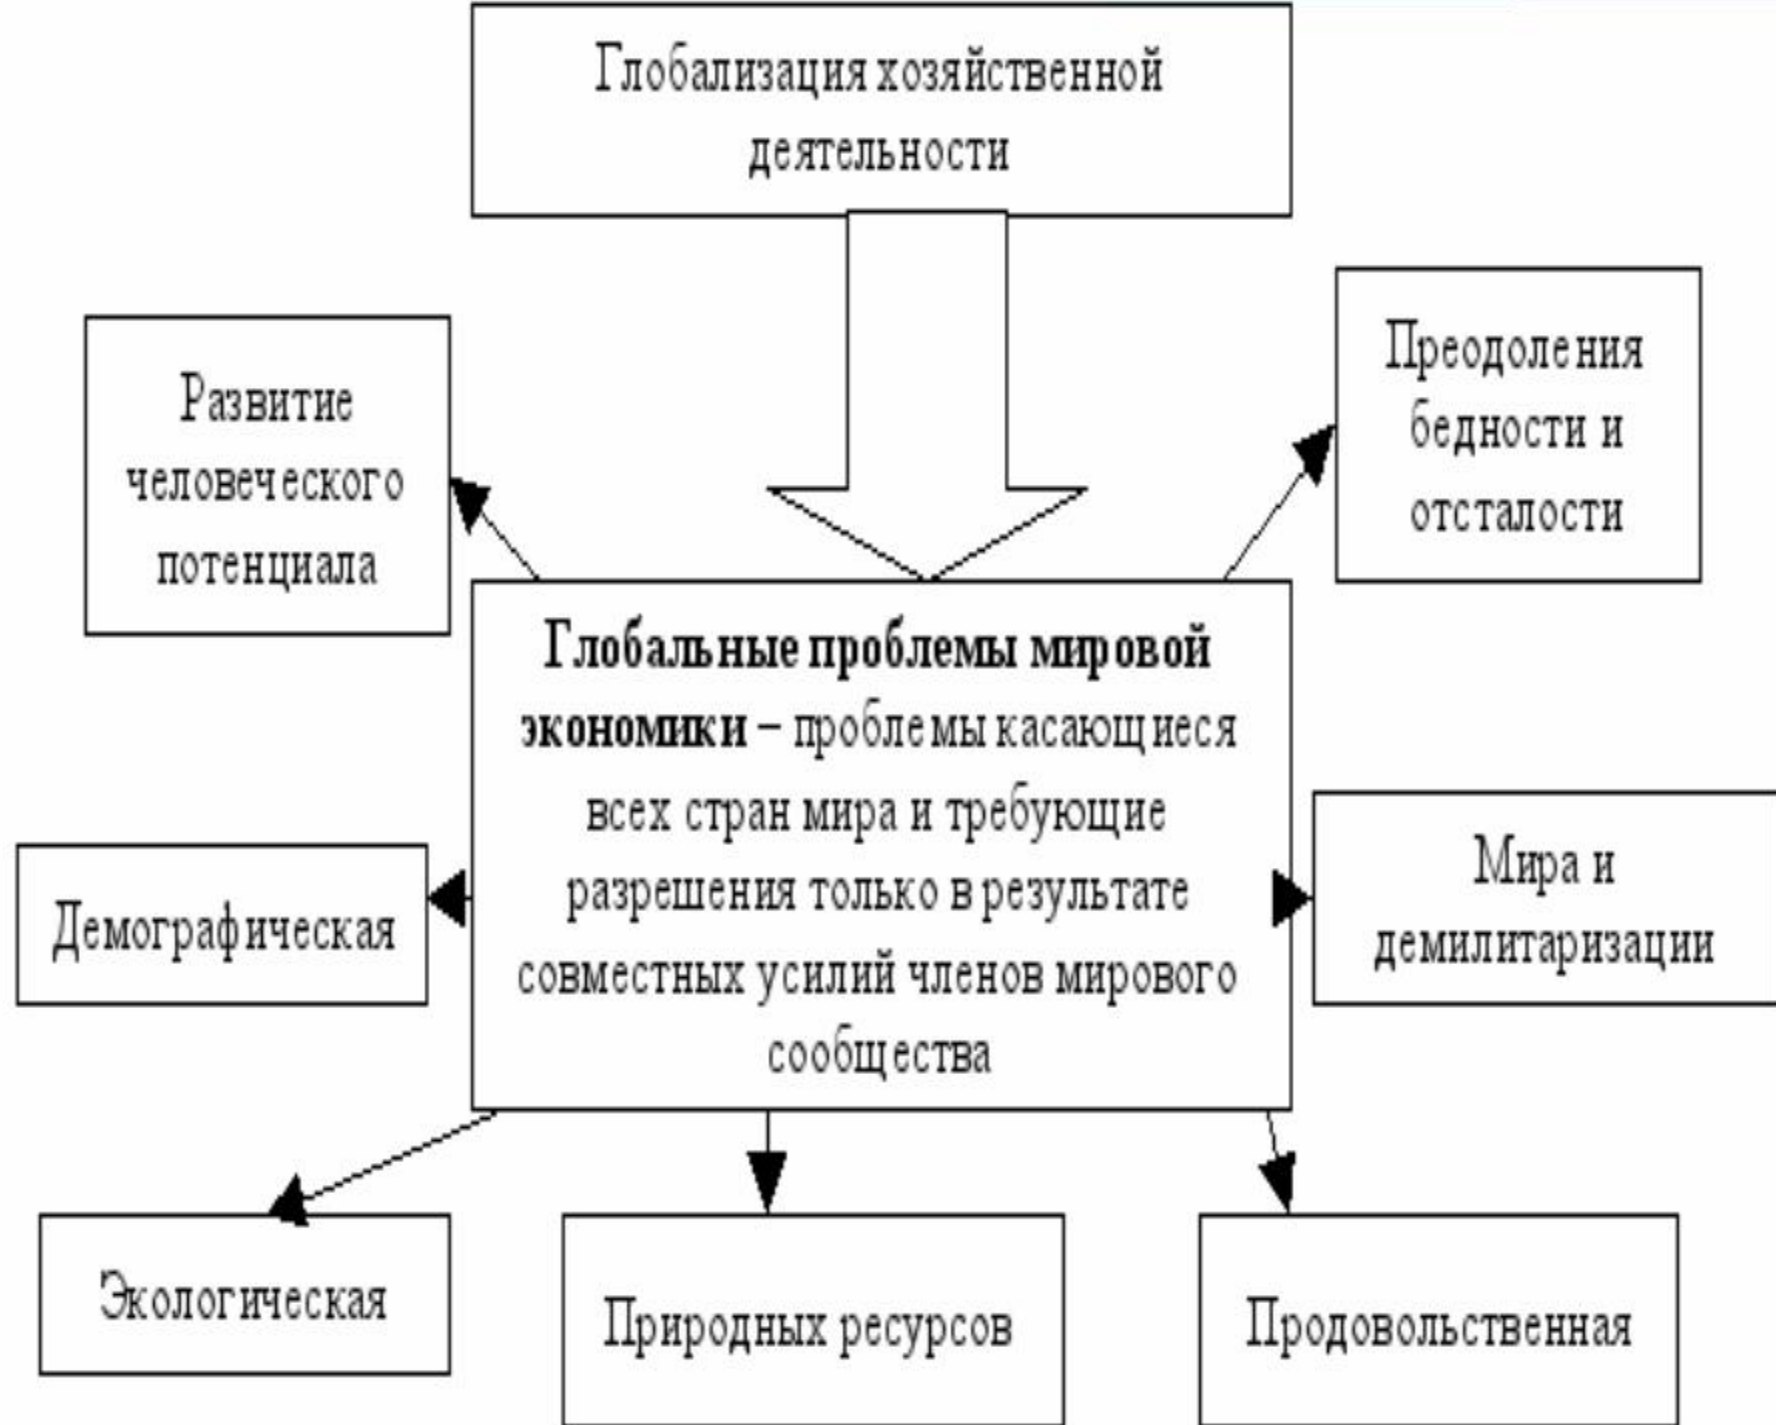 Глобализация хозяйственной
деятельности
Развитие
человеческого
потенциала
Преодоления
бедности и
отсталости
Глобальные проблемы мировой
экономики – проблемы касающиеся
всех стран мира и требующие
разрешения только в результате
совместных усилий членов мирового
сообщества
Демографическая
Мира и
демилитаризации
Экологическая
Природных ресурсов
Продовольственная